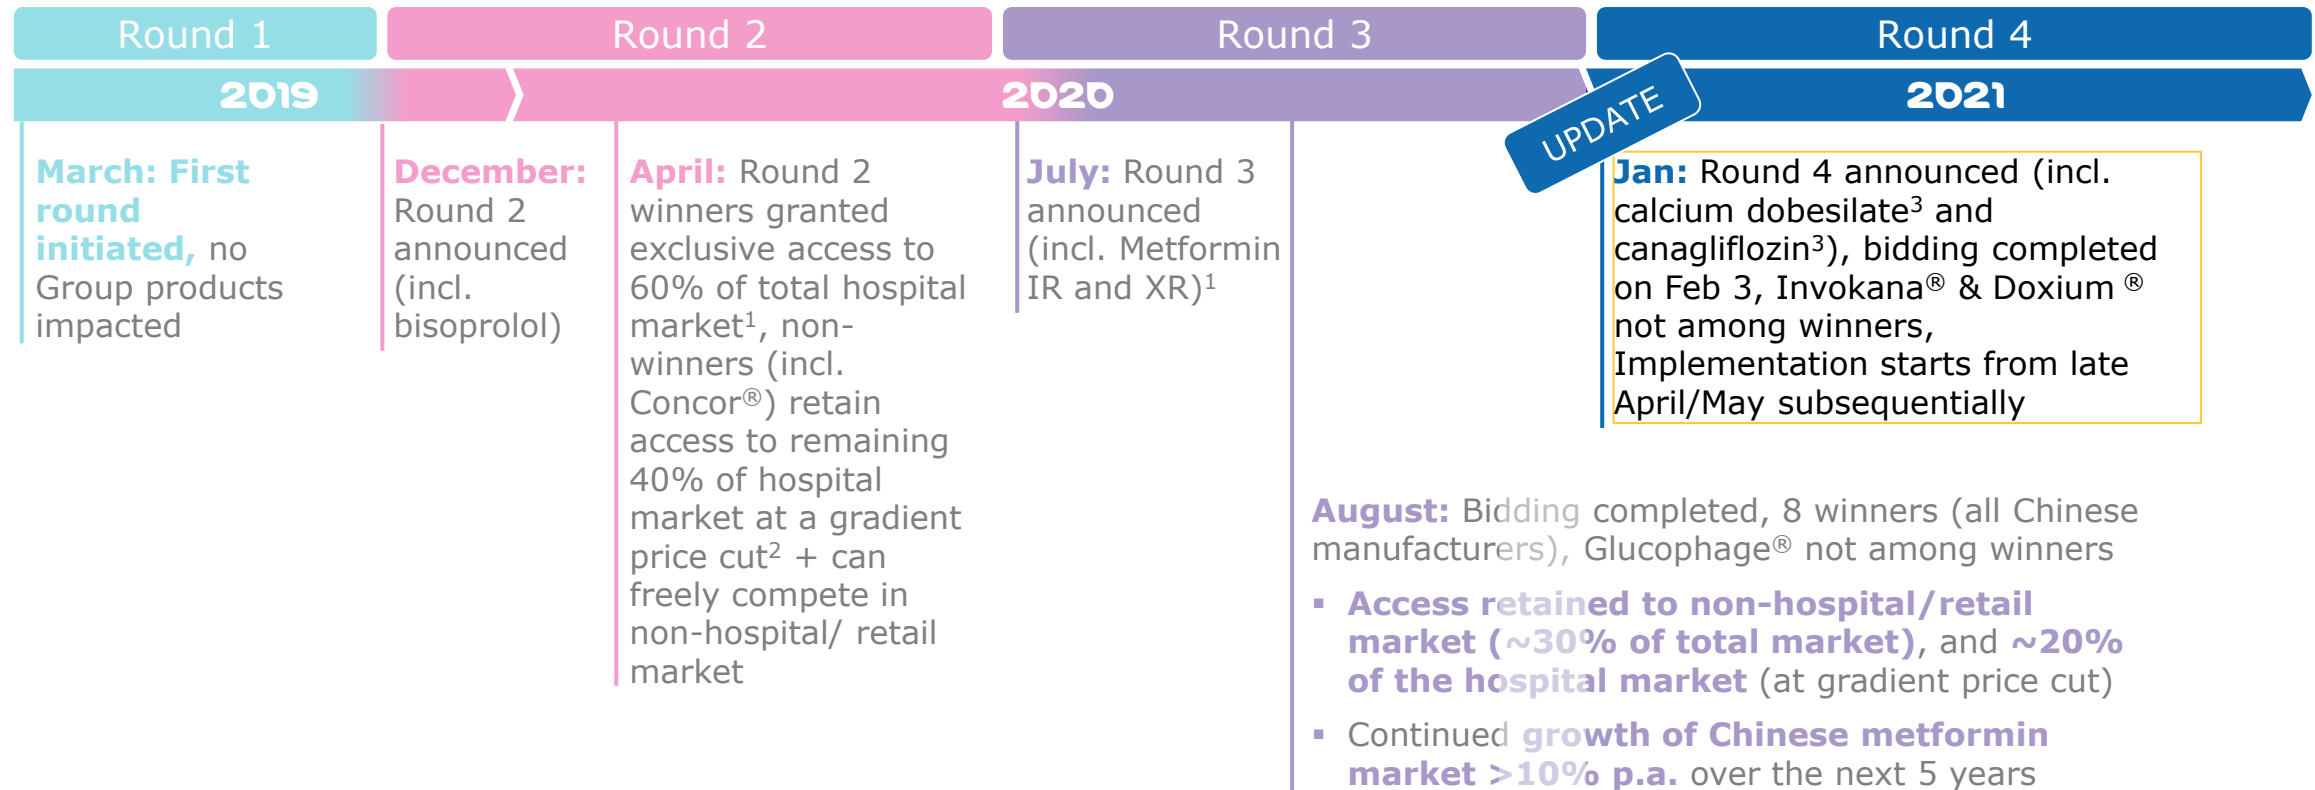 Round 1
Round 2
Round 3
Round 4
2019
2020
2021
UPDATE
March: First
round
initiated, no
Group products
impacted
December:
Round 2
announced
(incl.
bisoprolol)
April: Round 2
winners granted
exclusive access to
60% of total hospital
market¹, non-
winners (incl.
Concor®) retain
access to remaining
40% of hospital
market at a gradient
price cut² + can
freely compete in
non-hospital/ retail
market
July: Round 3
announced
(incl. Metformin
IR and XR)¹
Jan: Round 4 announced (incl.
calcium dobesilate³ and
canagliflozin³), bidding completed
on Feb 3, Invokana® & Doxium ®
not among winners,
Implementation starts from late
April/May subsequentially
August: Bidding completed, 8 winners (all Chinese
manufacturers), Glucophage® not among winners
▪ Access retained to non-hospital/retail
market (~30% of total market), and ~20%
of the hospital market (at gradient price cut)
▪ Continued growth of Chinese metformin
market >10% p.a. over the next 5 years